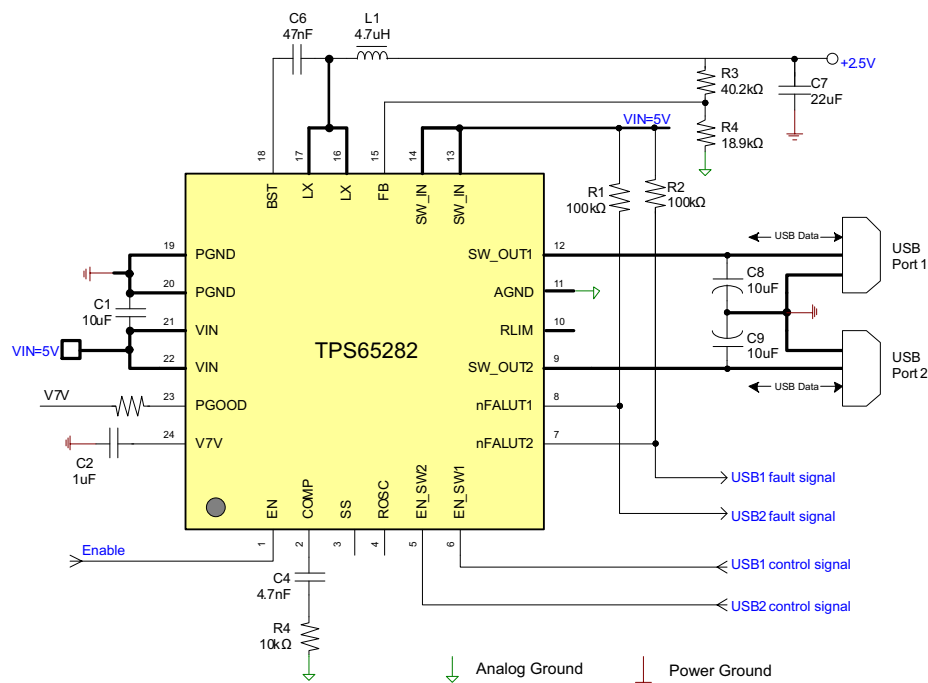 C6
47nF
L1
4.7uH
+2.5V
R3
40.2kΩ
C7
22uF
R4
18.9kΩ
VIN=5V
18
17
16
15
14
13
BST
LX
LX
FB
SW_IN
SW_IN
R1
100kΩ
R2
100kΩ
19
PGND
20
PGND
C1
10uF
21
VIN
VIN=5V
22
VIN
V7V
23
PGOOD
24
V7V
C2
1uF
TPS65282
SW_OUT1
12
AGND
11
RLIM
10
SW_OUT2
9
nFALUT1
8
nFALUT2
7
USB Data
USB
Port 1
C8
10uF
C9
10uF
USB
Port 2
USB Data
EN
COMP
SS
ROSC
EN_SW2
EN_SW1
1
2
3
4
5
6
USB1 fault signal
USB2 fault signal
Enable
USB1 control signal
USB2 control signal
C4
4.7nF
R4
10kΩ
Analog Ground
Power Ground